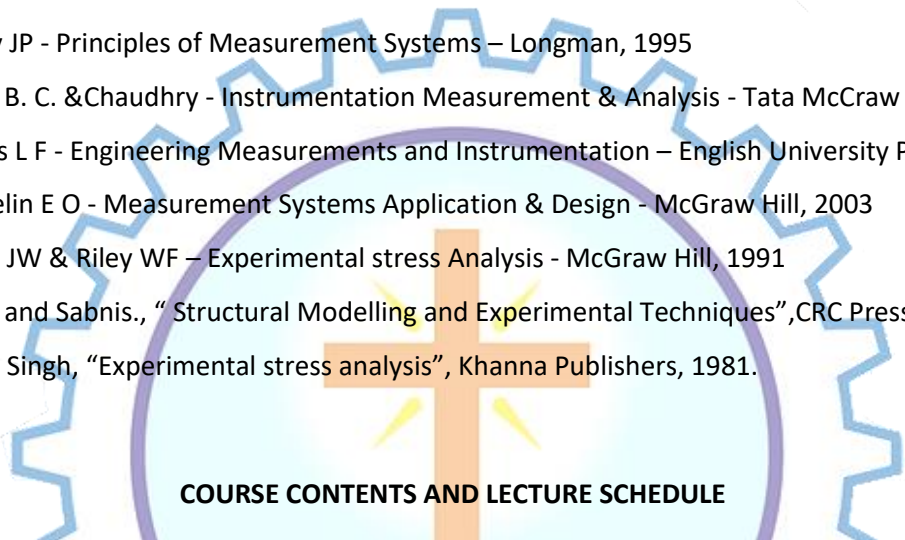 JP - Principles of Measurement Systems – Longman, 1995
B. C. &Chaudhry - Instrumentation Measurement & Analysis - Tata McCraw
s L F - Engineering Measurements and Instrumentation – English University P
elin E O - Measurement Systems Application & Design - McGraw Hill, 2003
JW & Riley WF – Experimental stress Analysis - McGraw Hill, 1991
and Sabnis., “ Structural Modelling and Experimental Techniques”,CRC Press
Singh, “Experimental stress analysis”, Khanna Publishers, 1981.
COURSE CONTENTS AND LECTURE SCHEDULE